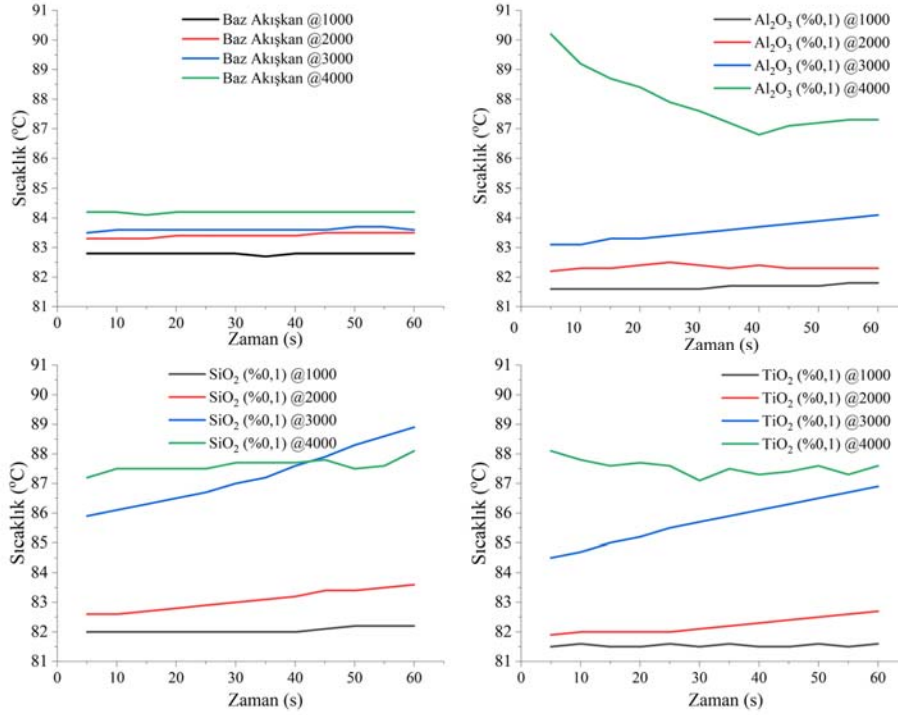 Baz Akışkan @1000
Baz Akışkan @2000
Baz Akışkan @3000
Baz Akışkan @4000
91
90
89
88
87
86
85
84
83
82
81
Sıcaklık (°C)
0 10 20 30 40 50 60
Zaman (s)
Al₂O₃ (%0,1) @1000
Al₂O₃ (%0,1) @2000
Al₂O₃ (%0,1) @3000
Al₂O₃ (%0,1) @4000
91
90
89
88
87
86
85
84
83
82
81
Sıcaklık (°C)
0 10 20 30 40 50 60
Zaman (s)
SiO₂ (%0,1) @1000
SiO₂ (%0,1) @2000
SiO₂ (%0,1) @3000
SiO₂ (%0,1) @4000
91
90
89
88
87
86
85
84
83
82
81
Sıcaklık (°C)
0 10 20 30 40 50 60
Zaman (s)
TiO₂ (%0,1) @1000
TiO₂ (%0,1) @2000
TiO₂ (%0,1) @3000
TiO₂ (%0,1) @4000
91
90
89
88
87
86
85
84
83
82
81
Sıcaklık (°C)
0 10 20 30 40 50 60
Zaman (s)